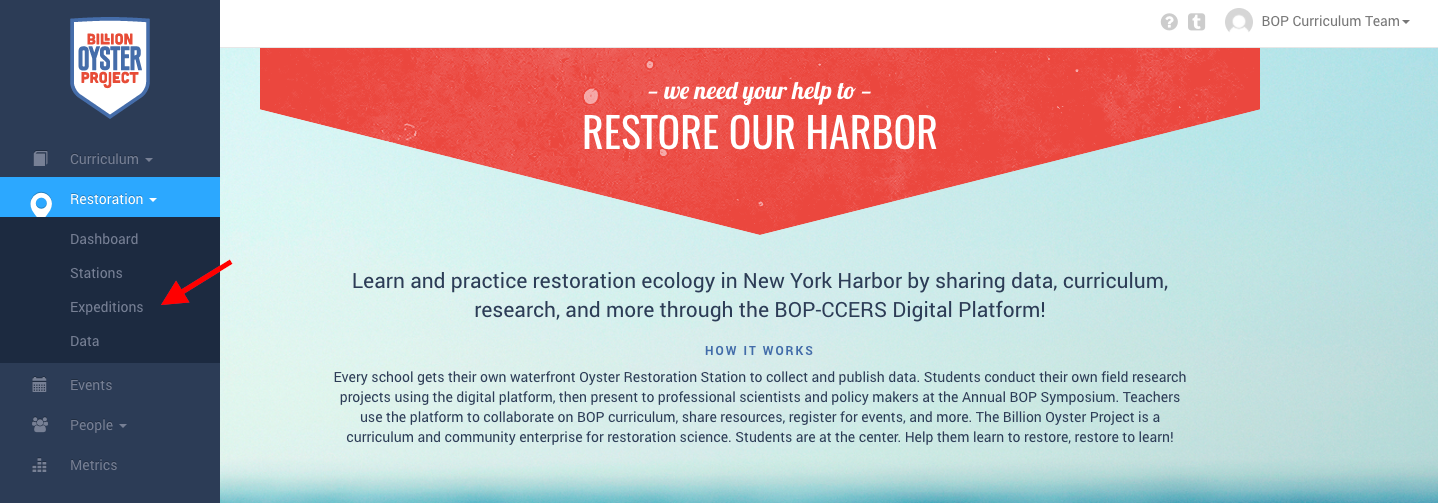 BILLION
OYSTER
PROJECT
Curriculum
Restoration
Dashboard
Stations
Expeditions
Data
Events
People
Metrics
? t BOP Curriculum Team
– we need your help to –
RESTORE OUR HARBOR
Learn and practice restoration ecology in New York Harbor by sharing data, curriculum,
research, and more through the BOP-CCERS Digital Platform!
HOW IT WORKS
Every school gets their own waterfront Oyster Restoration Station to collect and publish data. Students conduct their own field research
projects using the digital platform, then present to professional scientists and policy makers at the Annual BOP Symposium. Teachers
use the platform to collaborate on BOP curriculum, share resources, register for events, and more. The Billion Oyster Project is a
curriculum and community enterprise for restoration science. Students are at the center. Help them learn to restore, restore to learn!